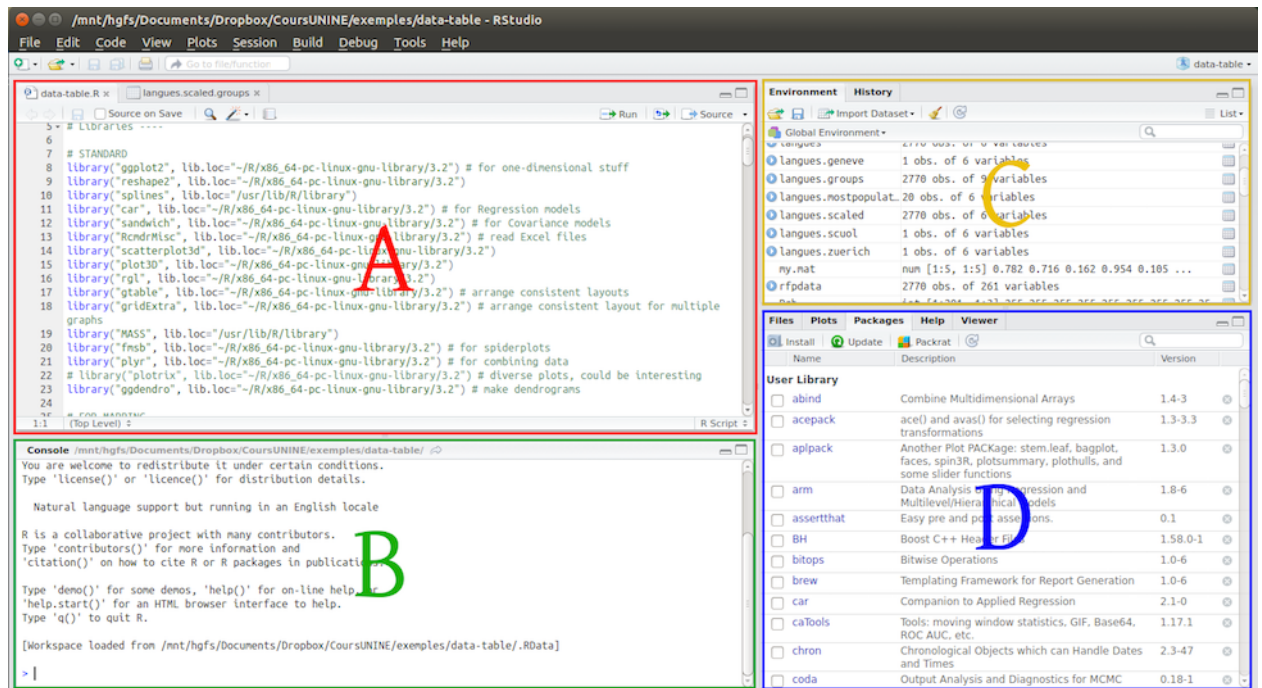 /mnt/hgfs/Documents/Dropbox/CoursUNINE/exemples/data-table - RStudio
File Edit Code View Plots Session Build Debug Tools Help
Go to file/function data-table
data-table.R × langues.scaled.groups ×
Source on Save Run Source
5 # Libraries ----
6
7 # STANDARD
8 library("ggplot2", lib.loc="~/R/x86_64-pc-linux-gnu-library/3.2") # for one-dimensional stuff
9 library("reshape2", lib.loc="~/R/x86_64-pc-linux-gnu-library/3.2")
10 library("splines", lib.loc="/usr/lib/R/library")
11 library("car", lib.loc="~/R/x86_64-pc-linux-gnu-library/3.2") # for Regression models
12 library("sandwich", lib.loc="~/R/x86_64-pc-linux-gnu-library/3.2") # for Covariance models
13 library("RcmdrMisc", lib.loc="~/R/x86_64-pc-linux-gnu-library/3.2") # read Excel files
14 library("scatterplot3d", lib.loc="~/R/x86_64-pc-linux-gnu-library/3.2")
15 library("plot3D", lib.loc="~/R/x86_64-pc-linux-gnu-library/3.2")
16 library("rgl", lib.loc="~/R/x86_64-pc-linux-gnu-library/3.2")
17 library("gtable", lib.loc="~/R/x86_64-pc-linux-gnu-library/3.2") # arrange consistent layouts
18 library("gridExtra", lib.loc="~/R/x86_64-pc-linux-gnu-library/3.2") # arrange consistent layout for multiple
graphs
19 library("MASS", lib.loc="/usr/lib/R/library")
20 library("fmsb", lib.loc="~/R/x86_64-pc-linux-gnu-library/3.2") # for spiderplots
21 library("plyr", lib.loc="~/R/x86_64-pc-linux-gnu-library/3.2") # for combining data
22 # library("plotrix", lib.loc="~/R/x86_64-pc-linux-gnu-library/3.2") # diverse plots, could be interesting
23 library("ggdendro", lib.loc="~/R/x86_64-pc-linux-gnu-library/3.2") # make dendrograms
24
25 # FOR MAPPING
1:1 (Top Level) R Script
A
Console /mnt/hgfs/Documents/Dropbox/CoursUNINE/exemples/data-table/
You are welcome to redistribute it under certain conditions.
Type 'license()' or 'licence()' for distribution details.
Natural language support but running in an English locale
R is a collaborative project with many contributors.
Type 'contributors()' for more information and
'citation()' on how to cite R or R packages in publications.
Type 'demo()' for some demos, 'help()' for on-line help, or
'help.start()' for an HTML browser interface to help.
Type 'q()' to quit R.
[Workspace loaded from /mnt/hgfs/Documents/Dropbox/CoursUNINE/exemples/data-table/.RData]
>
B
Environment History
Import Dataset List
Global Environment
langues 2770 obs. of 6 variables
langues.geneve 1 obs. of 6 variables
langues.groups 2770 obs. of 9 variables
langues.mostpopulat… 20 obs. of 6 variables
langues.scaled 2770 obs. of 6 variables
langues.scuol 1 obs. of 6 variables
langues.zuerich 1 obs. of 6 variables
my.mat num [1:5, 1:5] 0.782 0.716 0.162 0.954 0.105 ...
rfpdata 2770 obs. of 261 variables
C
Files Plots Packages Help Viewer
Install Update Packrat
Name Description Version
User Library
abind Combine Multidimensional Arrays 1.4-3
acepack ace() and avas() for selecting regression
transformations 1.3-3.3
aplpack Another Plot PACKage: stem.leaf, bagplot,
faces, spin3R, plotsummary, plothulls, and
some slider functions 1.3.0
arm Data Analysis Using Regression and
Multilevel/Hierarchical Models 1.8-6
assertthat Easy pre and post assertions. 0.1
BH Boost C++ Header Files 1.58.0-1
bitops Bitwise Operations 1.0-6
brew Templating Framework for Report Generation 1.0-6
car Companion to Applied Regression 2.1-0
caTools Tools: moving window statistics, GIF, Base64,
ROC AUC, etc. 1.17.1
chron Chronological Objects which can Handle Dates
and Times 2.3-47
coda Output Analysis and Diagnostics for MCMC 0.18-1
D